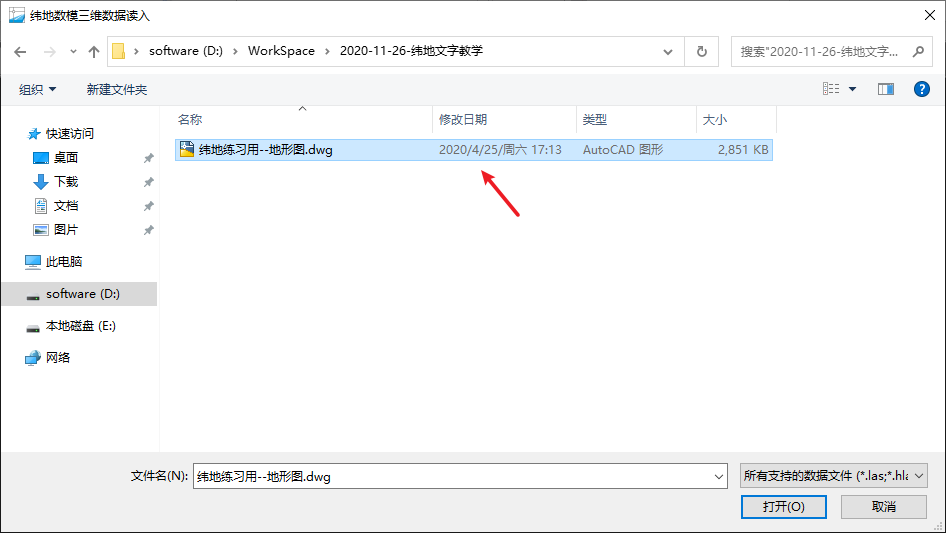 纬地数模三维数据读入
software (D:) WorkSpace 2020-11-26-纬地文字教学 搜索"2020-11-26-纬地文字...
组织 新建文件夹
名称 修改日期 类型 大小
纬地练习用--地形图.dwg 2020/4/25/周六 17:13 AutoCAD 图形 2,851 KB
快速访问
桌面
下载
文档
图片
此电脑
software (D:)
本地磁盘 (E:)
网络
文件名(N): 纬地练习用--地形图.dwg 所有支持的数据文件 (*.las;*.hla
打开(O) 取消